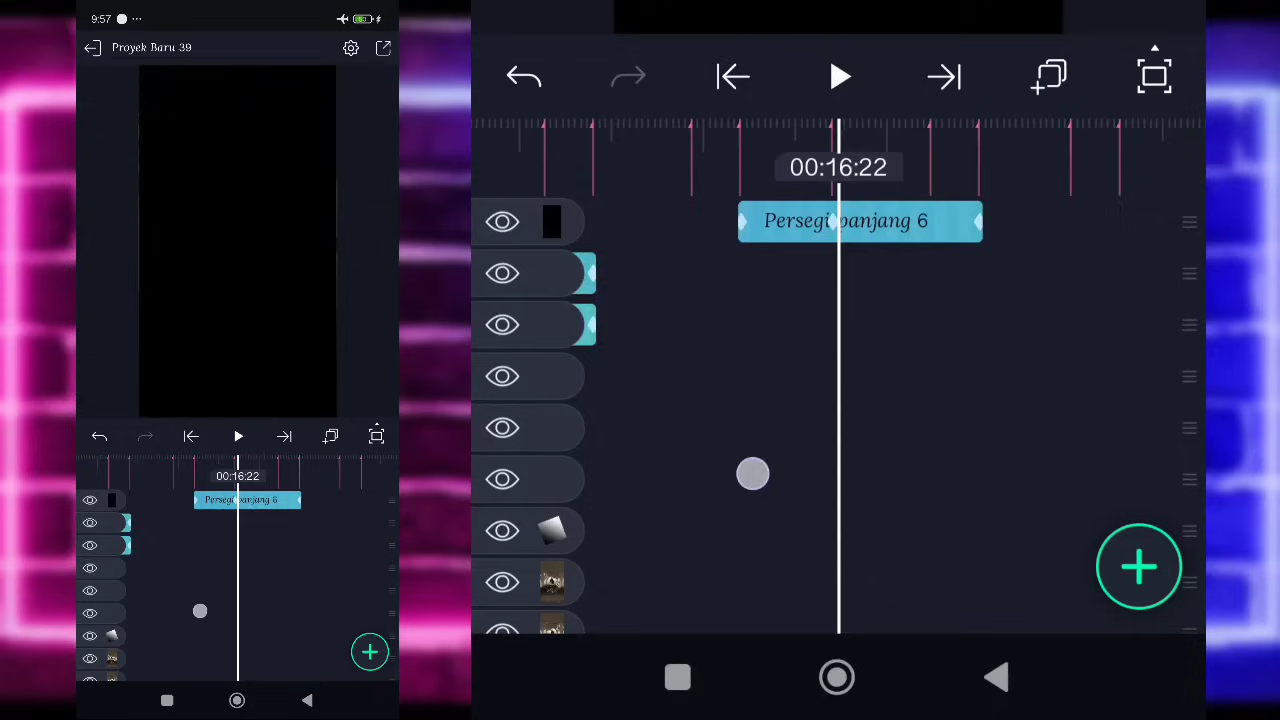 9:57
Proyek Baru 39
00:16:22
Persegi panjang 6
00:16:22
Persegi panjang 6